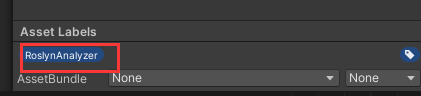 Asset Labels
RoslynAnalyzer
AssetBundle None None